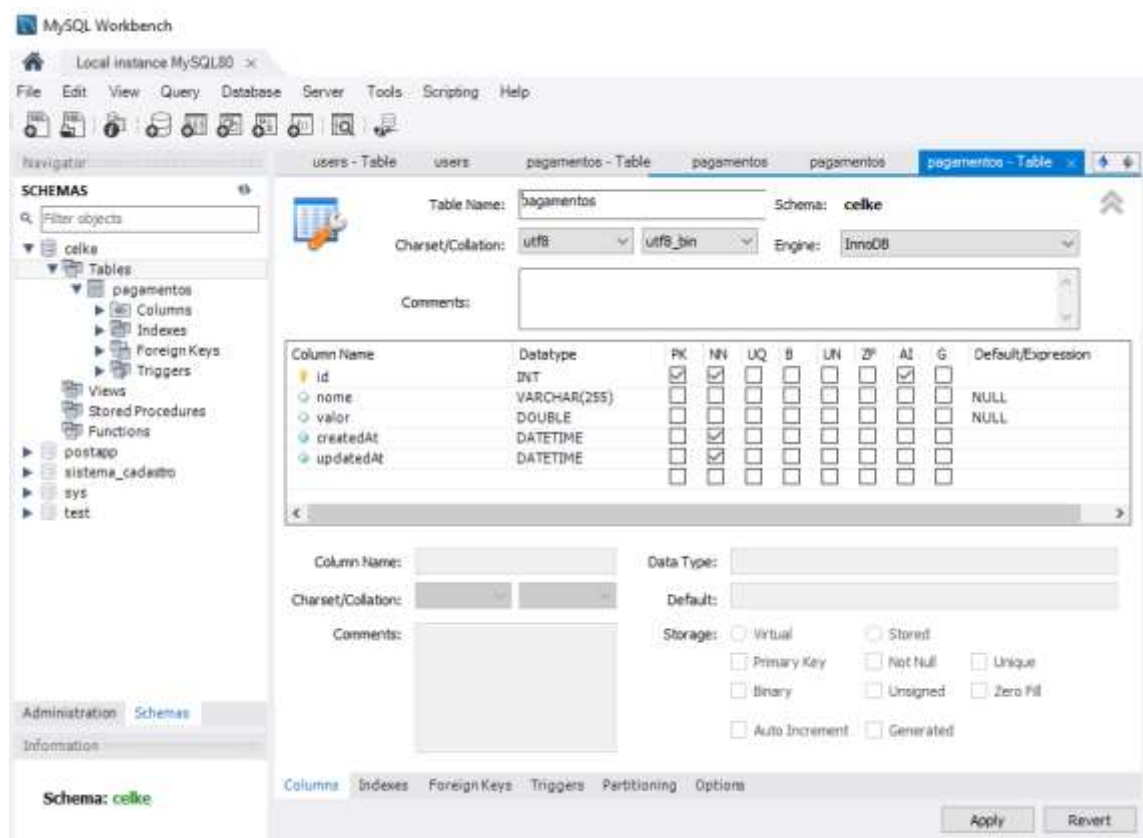 MySQL Workbench
Local instance MySQL80 ×
File Edit View Query Database Server Tools Scripting Help
Navigator
users - Table users pagamentos - Table pagamentos pagamentos pagamentos - Table ×
SCHEMAS
Filter objects
celke
Tables
pagamentos
Columns
Indexes
Foreign Keys
Triggers
Views
Stored Procedures
Functions
postapp
sistema_cadastro
sys
test
Table Name: pagamentos Schema: celke
Charset/Collation: utf8 utf8_bin Engine: InnoDB
Comments:
Column Name Datatype PK NN UQ B UN ZF AI G Default/Expression
id INT
nome VARCHAR(255) NULL
valor DOUBLE NULL
createdAt DATETIME
updatedAt DATETIME
Column Name: Data Type:
Charset/Collation: Default:
Comments: Storage: Virtual Stored
Primary Key Not Null Unique
Binary Unsigned Zero Fill
Auto Increment Generated
Administration Schemas
Information
Schema: celke
Columns Indexes Foreign Keys Triggers Partitioning Options
Apply Revert